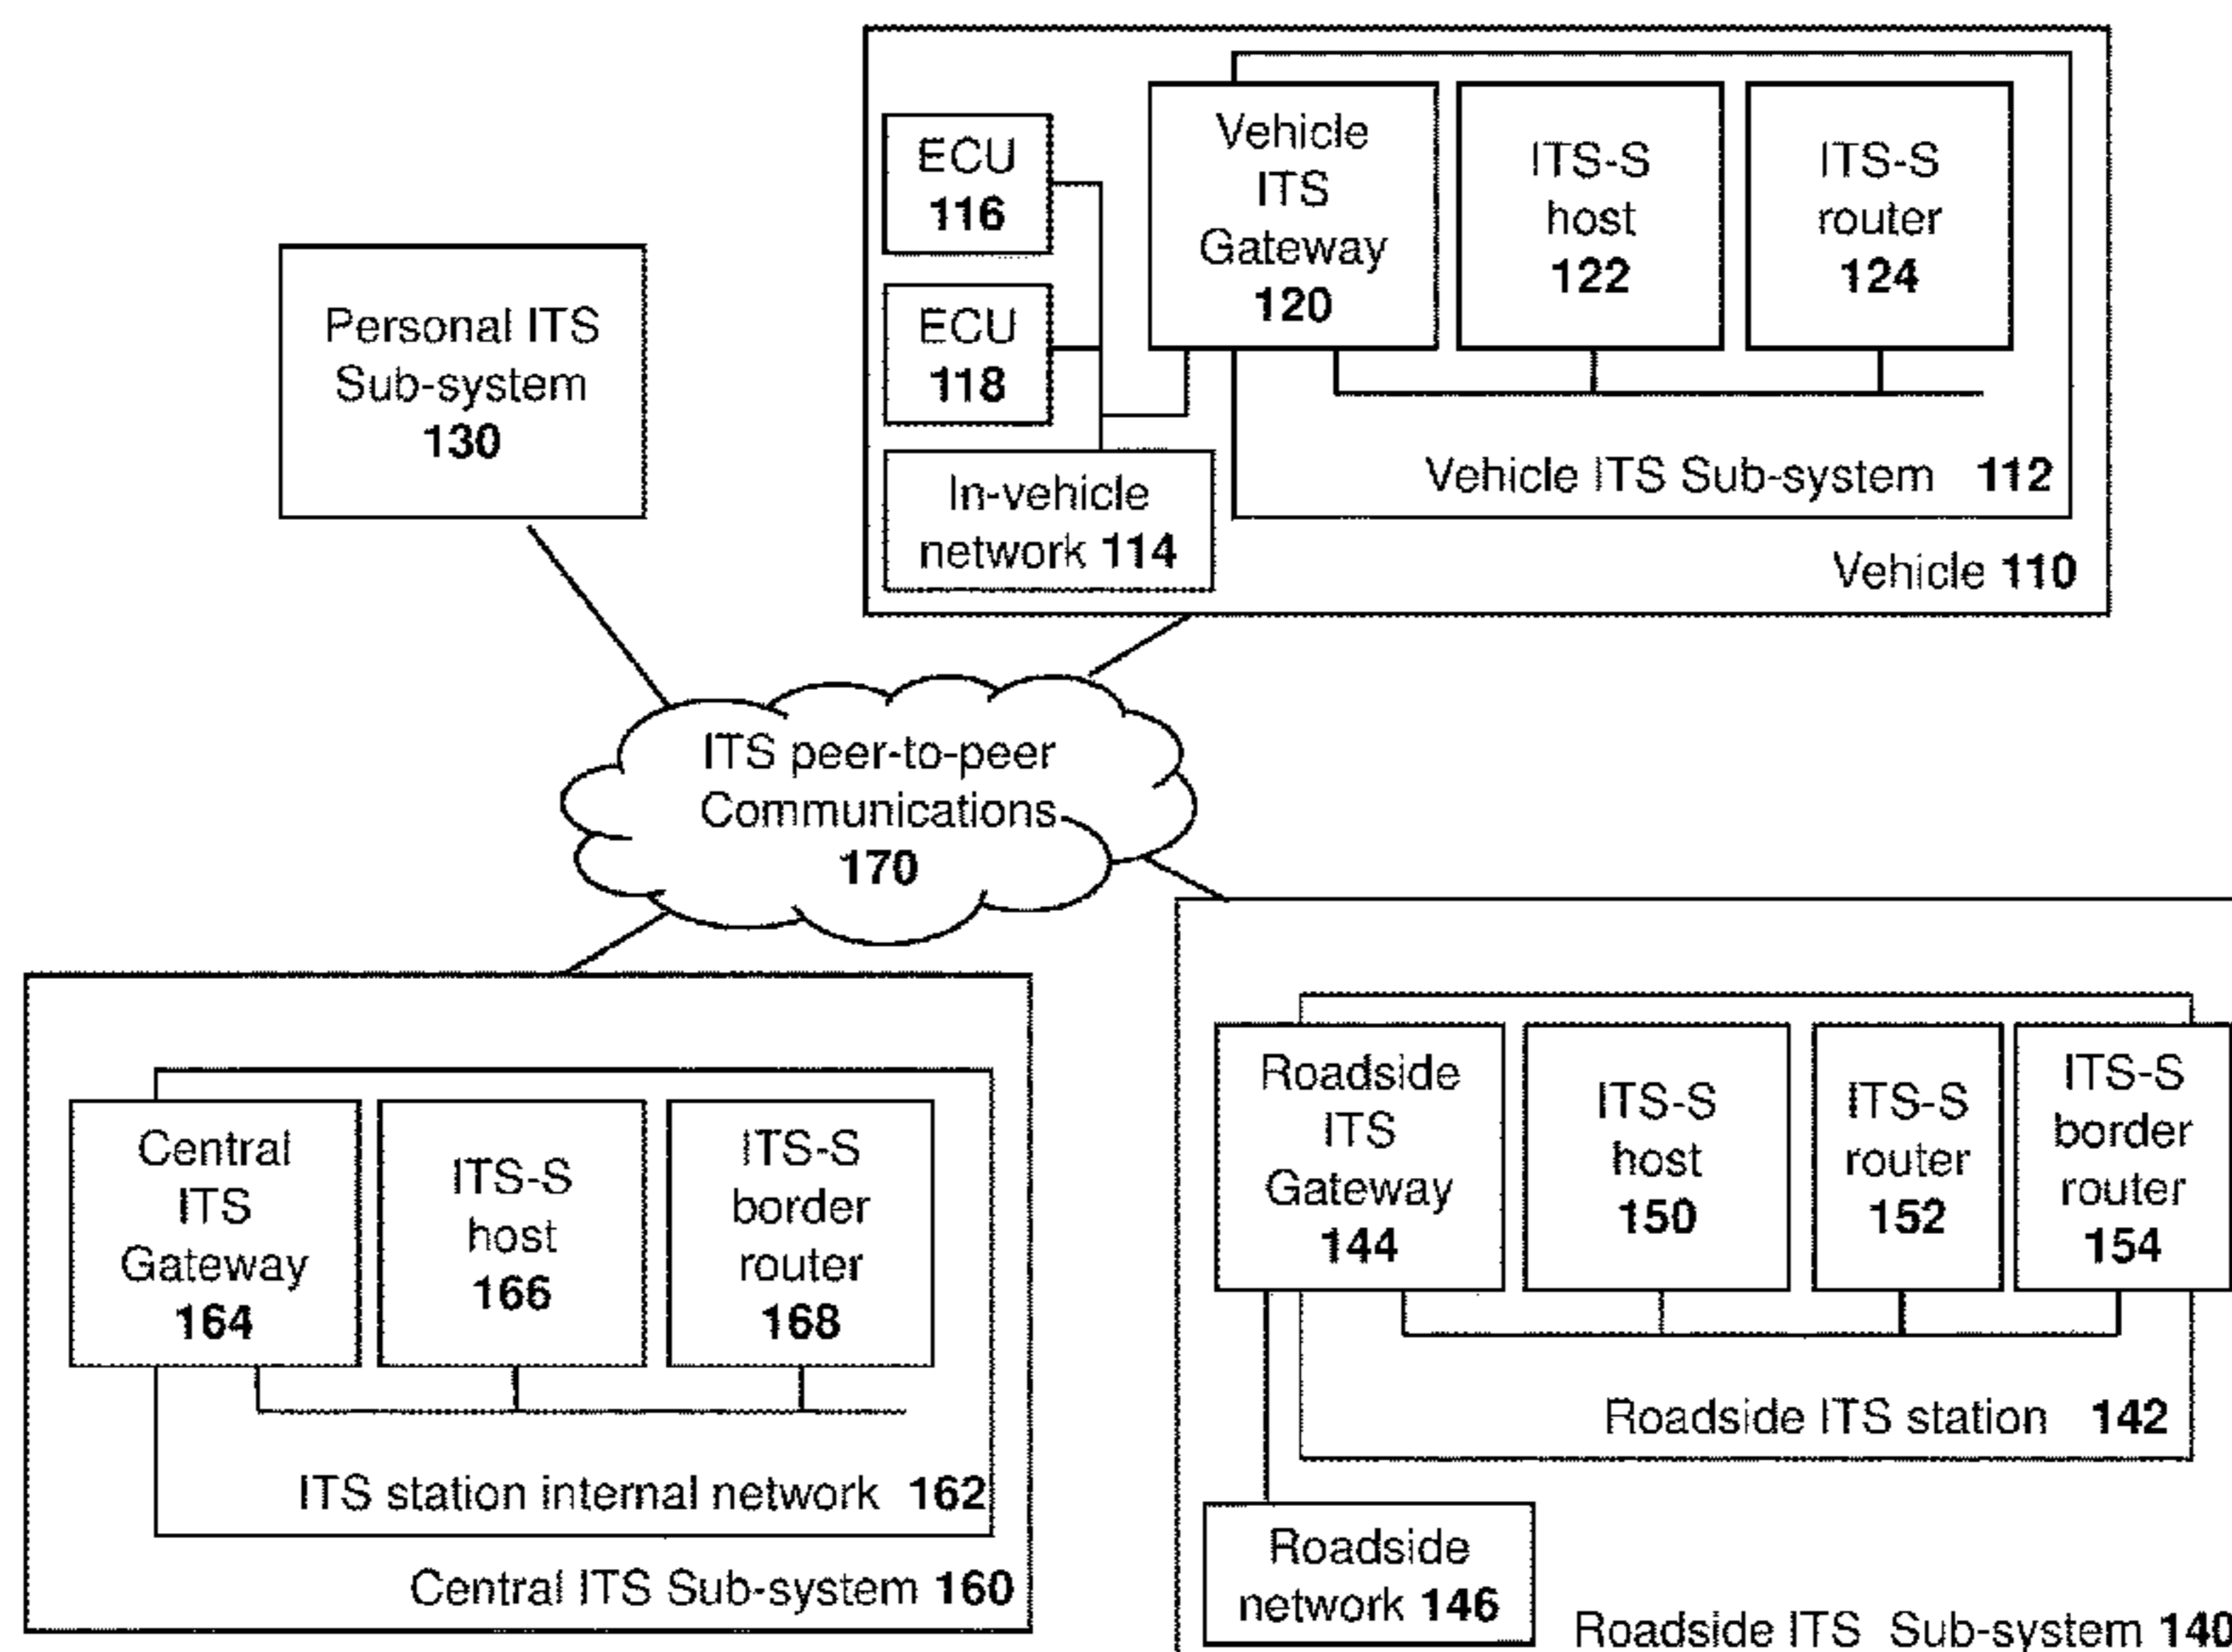 ECU
116
ECU
118
Vehicle
ITS
Gateway
120
ITS-S
host
122
ITS-S
router
124
In-vehicle
network 114
Vehicle ITS Sub-system 112
Vehicle 110
Personal ITS
Sub-system
130
ITS peer-to-peer
Communications
170
Central
ITS
Gateway
164
ITS-S
host
166
ITS-S
border
router
168
ITS station internal network 162
Central ITS Sub-system 160
Roadside
ITS
Gateway
144
ITS-S
host
150
ITS-S
router
152
ITS-S
border
router
154
Roadside ITS station 142
Roadside
network 146
Roadside ITS Sub-system 140